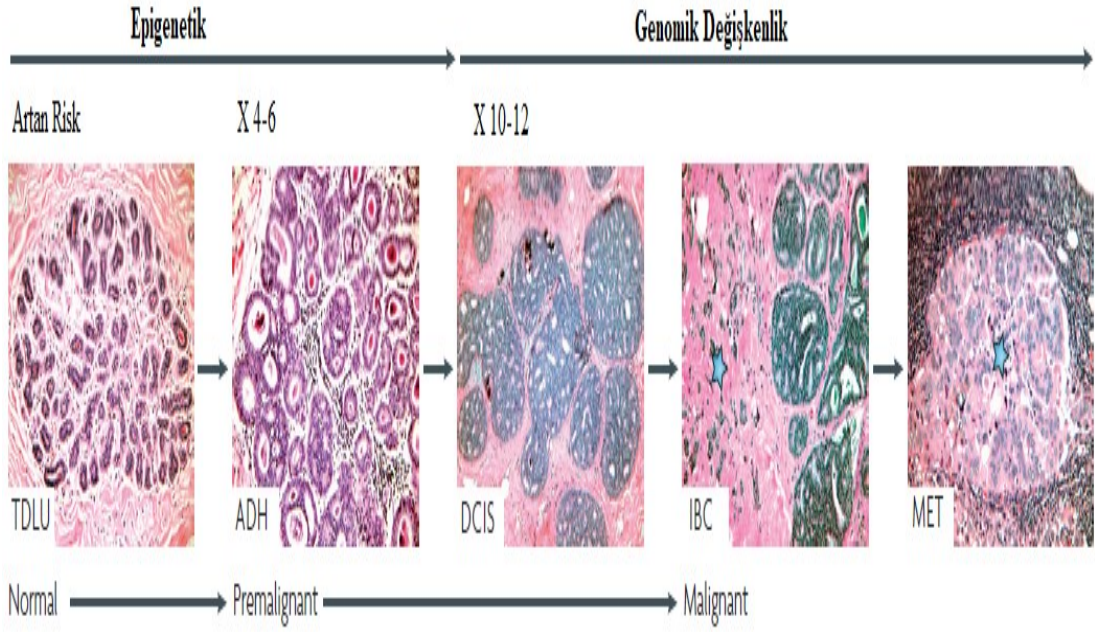 Epigenetik
Genomik Değişkenlik
Artan Risk
X 4-6
X 10-12
TDLU
ADH
DCIS
IBC
MET
Normal
Premalignant
Malignant